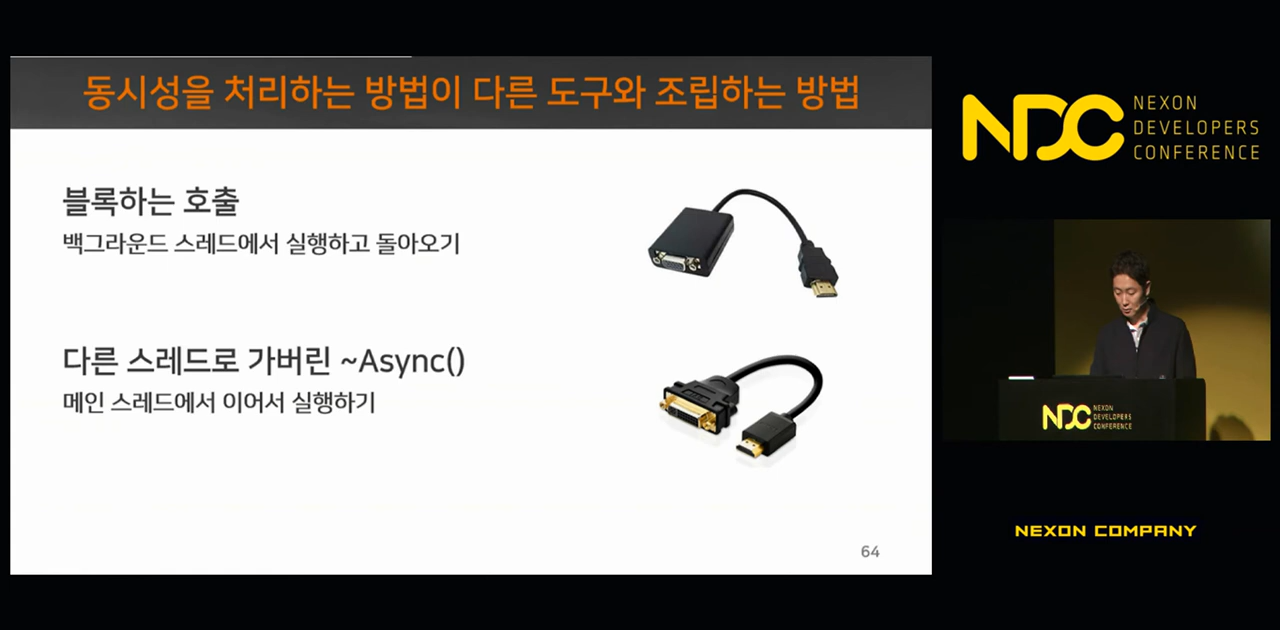 동시성을 처리하는 방법이 다른 도구와 조립하는 방법
블록하는 호출
백그라운드 스레드에서 실행하고 돌아오기
다른 스레드로 가버린 ~Async()
메인 스레드에서 이어서 실행하기
64
NDC NEXON
DEVELOPERS
CONFERENCE
NDC NEXON
DEVELOPERS
CONFERENCE
NEXON COMPANY